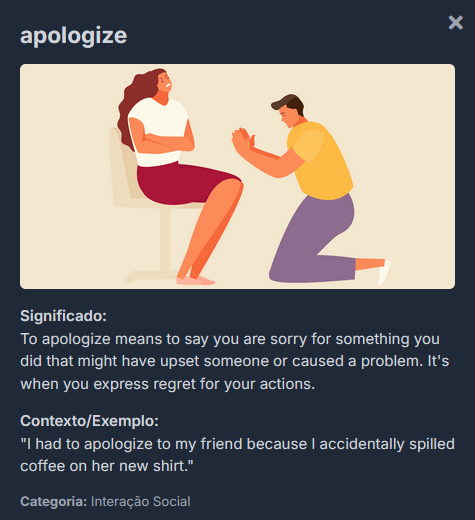 apologize
Significado:
To apologize means to say you are sorry for something you
did that might have upset someone or caused a problem. It's
when you express regret for your actions.
Contexto/Exemplo:
"I had to apologize to my friend because I accidentally spilled
coffee on her new shirt."
Categoria: Interação Social